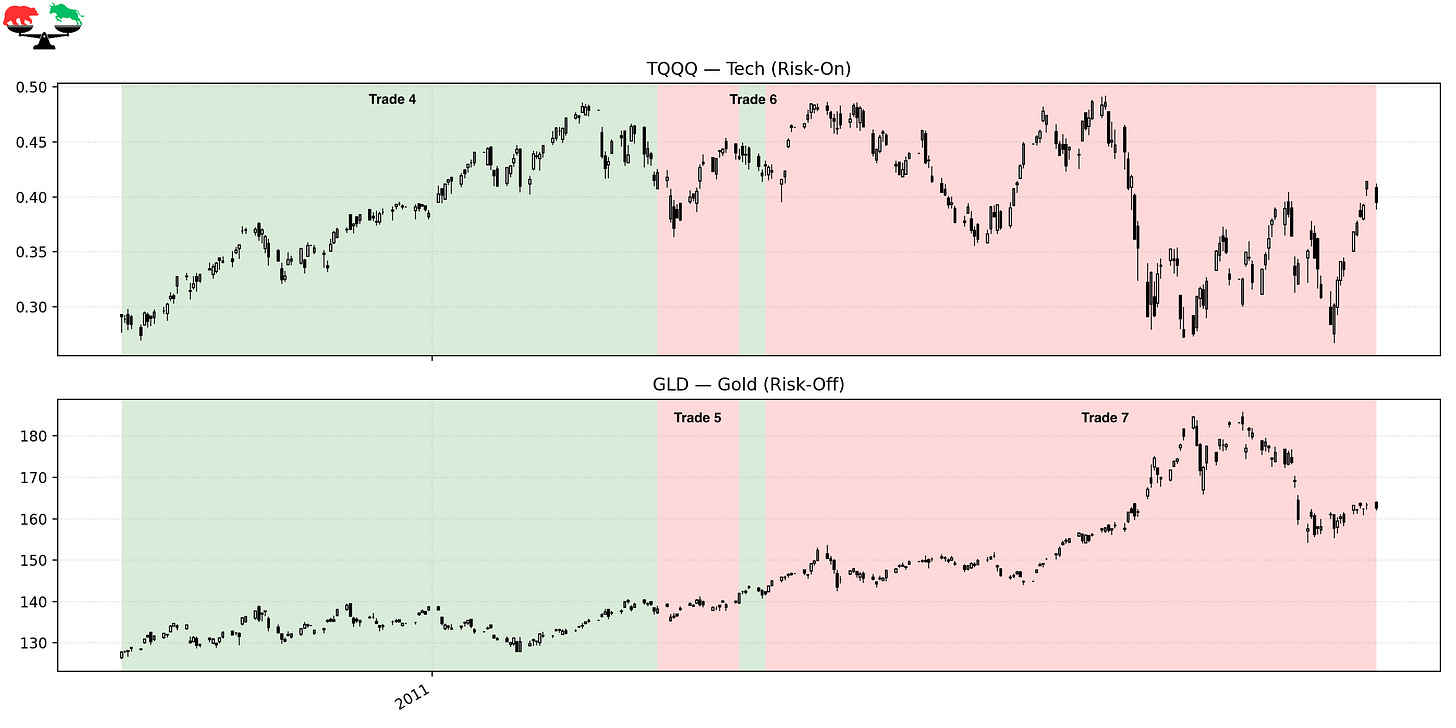 TQQQ — Tech (Risk-On)
Trade 4
Trade 6
0.50
0.45
0.40
0.35
0.30
GLD — Gold (Risk-Off)
Trade 5
Trade 7
180
170
160
150
140
130
2011